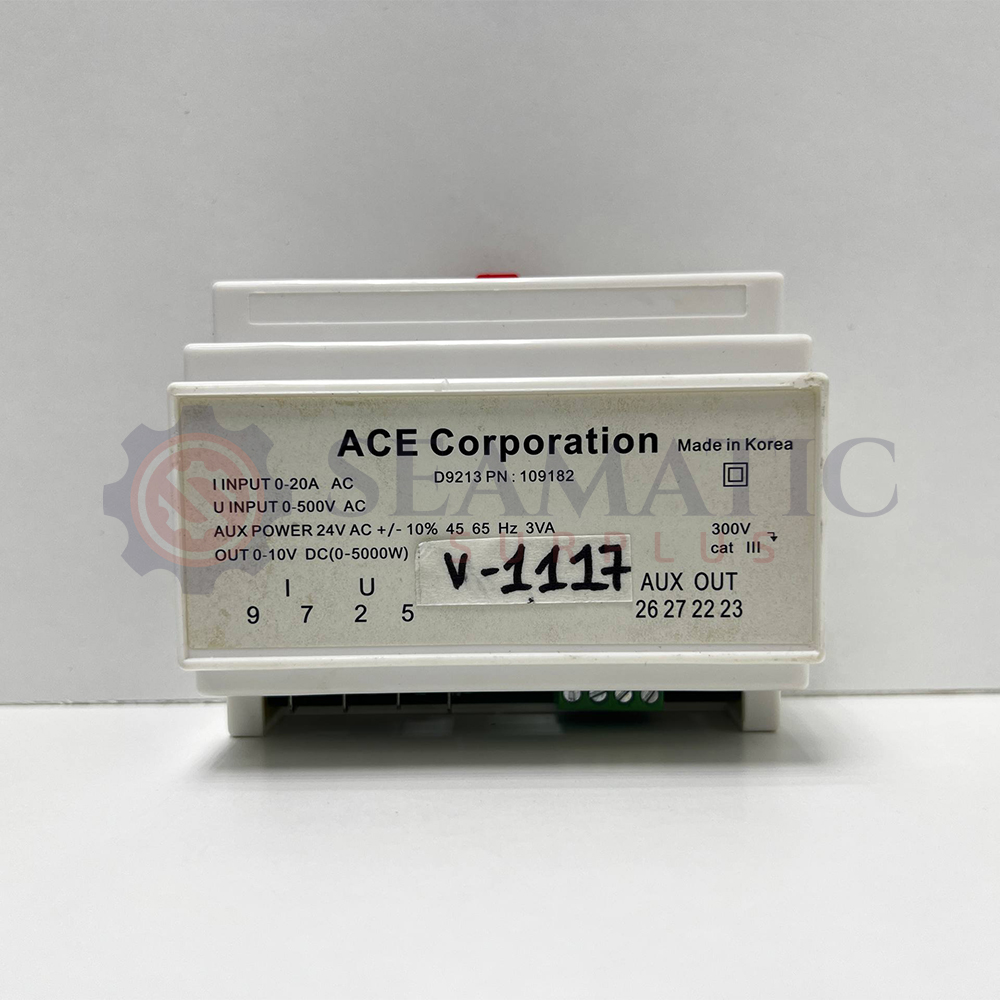 ACE Corporation Made in Korea
D9213 PN : 109182
I INPUT 0-20A AC
U INPUT 0-500V AC
AUX POWER 24V AC +/- 10% 45 65 Hz 3VA
OUT 0-10V DC(0-5000W)
300V
cat III
V-1117
I U
9 7 2 5
AUX OUT
26 27 22 23
SEAMATIC
SURPLUS